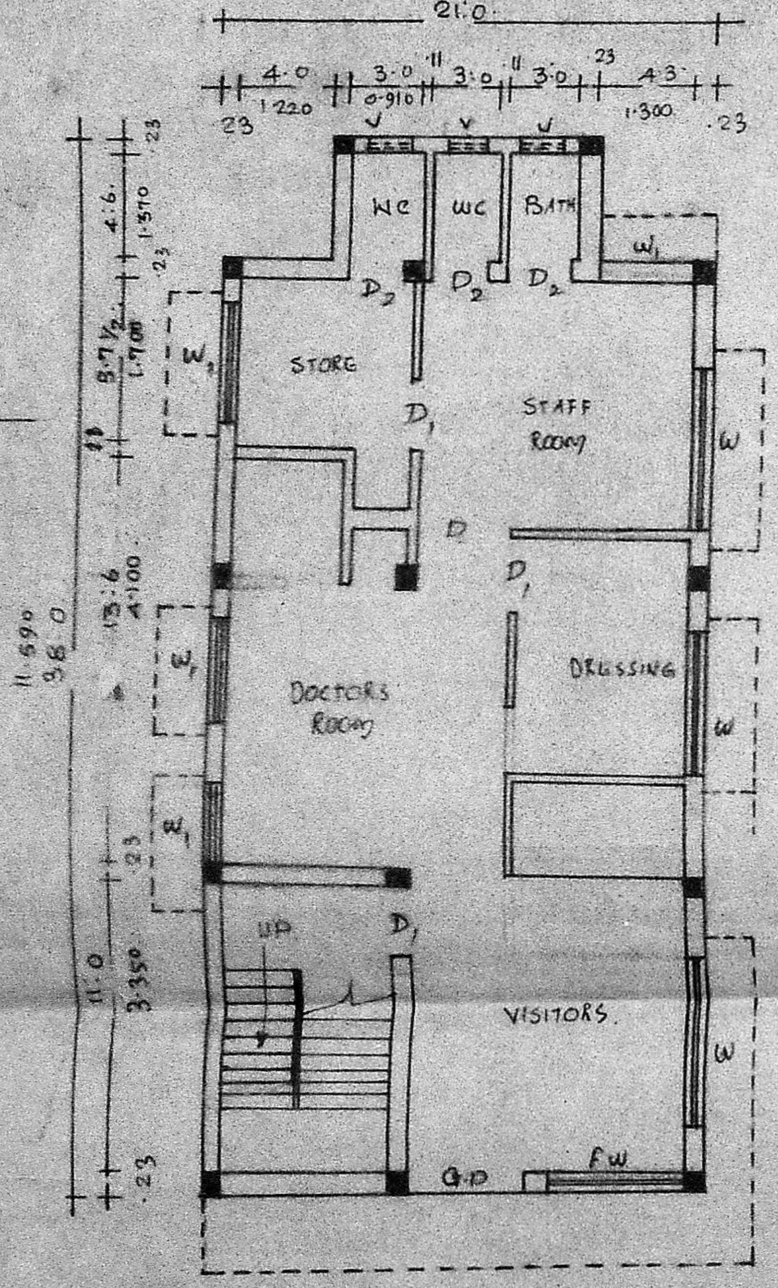 21:0.
4·0 3·0 11 3:0 11 3:0 23 4·3
.23 1·220 0·910 1·300. .23
V V V
WC WC BATH
W1
D2 D2 D2
.23
4:6.
1·370
.23
W1
STORE
D1
STAFF
ROOM
W
1.700
D
D1
13:6
4·100.
11·590
38 0
W1
DOCTORS
ROOM
DRESSING
W
W1
.23
UP
D1
11:0
3·350
VISITORS.
W
.23
G.D
FW